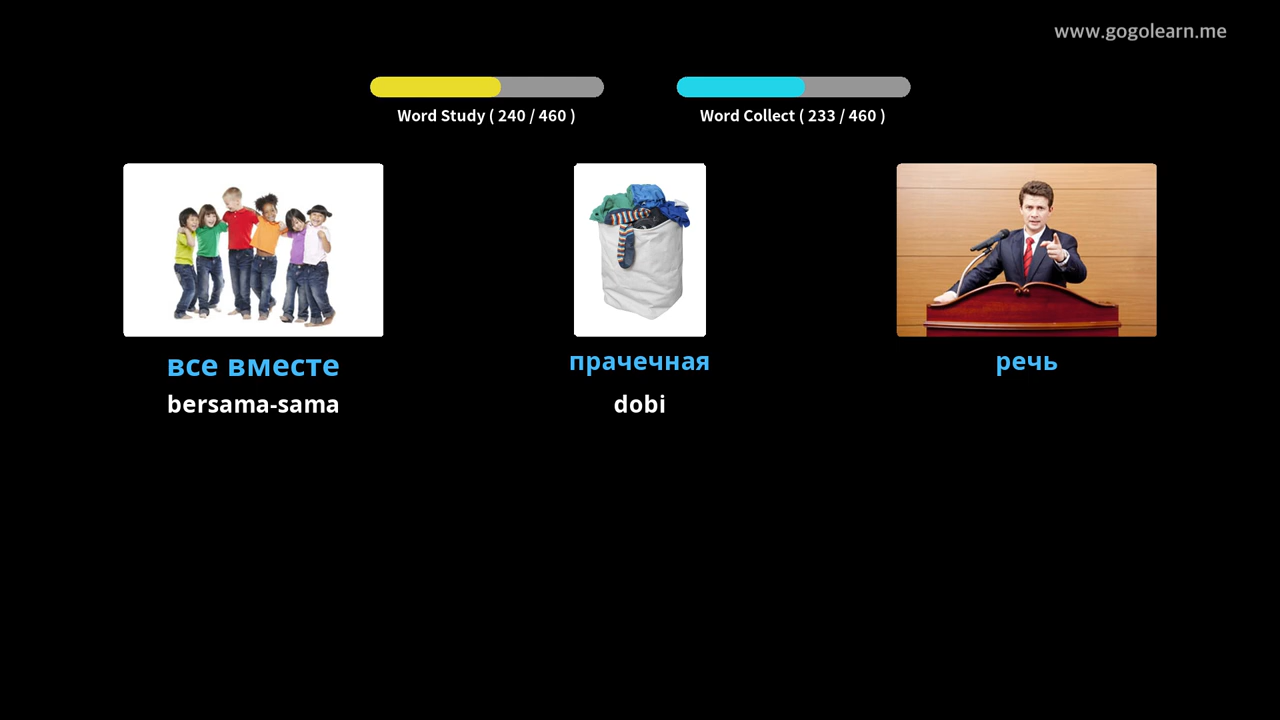 www.gogolearn.me
Word Study ( 240 / 460 )
Word Collect ( 233 / 460 )
все вместе
прачечная
речь
bersama-sama
dobi